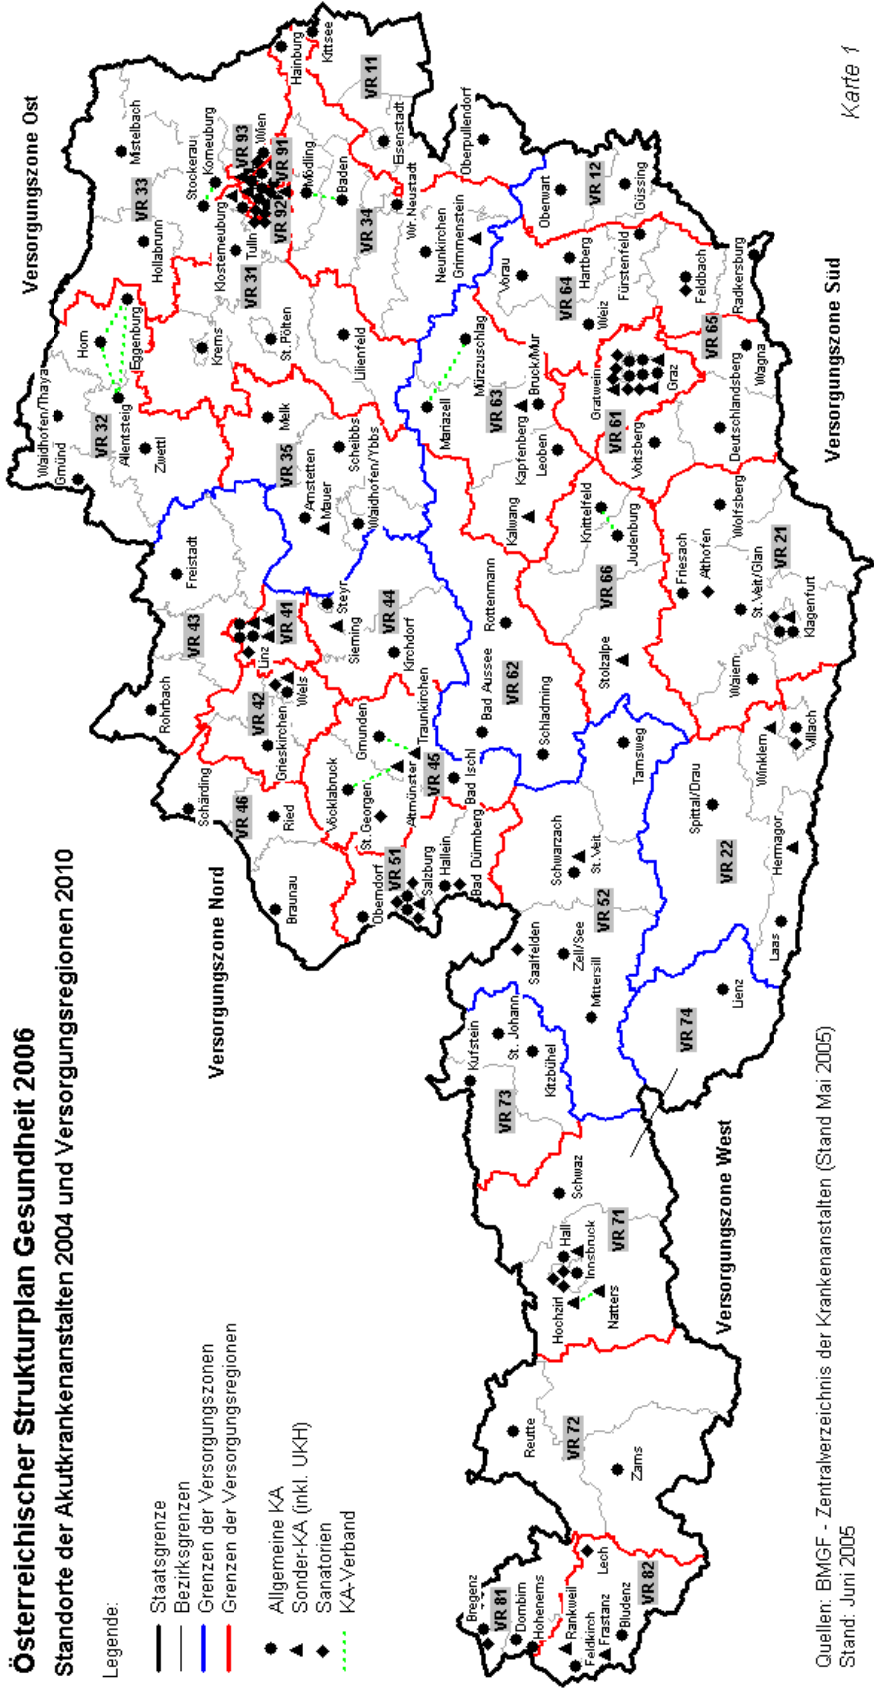 Österreichischer Strukturplan Gesundheit 2006
Standorte der Akutkrankenanstalten 2004 und Versorgungsregionen 2010
Legende:
Staatsgrenze
Bezirksgrenzen
Grenzen der Versorgungszonen
Grenzen der Versorgungsregionen
Allgemeine KA
Sonder-KA (inkl. UKH)
Sanatorien
KA-Verband
Versorgungszone Nord
Versorgungszone Ost
Versorgungszone West
Versorgungszone Süd
Bregenz
VR 81
Dornbirn
Hohenems
Rankweil
Feldkirch
Frastanz
Bludenz
VR 82
Lech
Reutte
VR 72
Zams
Hochzirl
Natters
Innsbruck
Hall
VR 71
Schwaz
VR 73
Kufstein
St. Johann
Kitzbühel
VR 74
Lienz
Mittersill
Zell/See
Saalfelden
VR 52
Schwarzach
St. Veit
Tamsweg
Oberndorf
VR 51
Salzburg
Hallein
Bad Dürrnberg
Braunau
Ried
VR 46
Schärding
St. Georgen
Vöcklabruck
Altmünster
Gmunden
Traunkirchen
VR 45
Bad Ischl
Rohrbach
VR 43
Freistadt
VR 42
Grieskirchen
Wels
Linz
VR 41
Steyr
Sierning
VR 44
Kirchdorf
Bad Aussee
VR 62
Schladming
Rottenmann
Stolzalpe
VR 66
Judenburg
Knittelfeld
Kalwang
Leoben
Kapfenberg
Bruck/Mur
VR 63
Mariazell
Mürzzuschlag
Laas
Hermagor
VR 22
Spittal/Drau
Winklern
Villach
Waiern
Klagenfurt
St. Veit/Glan
VR 21
Althofen
Friesach
Wolfsberg
Deutschlandsberg
Voitsberg
VR 61
Gratwein
Graz
Wagna
VR 65
Radkersburg
Feldbach
Fürstenfeld
Weiz
VR 64
Hartberg
Vorau
Oberwart
VR 12
Güssing
Oberpullendorf
Eisenstadt
VR 11
Kittsee
Hainburg
Waidhofen/Thaya
Gmünd
VR 32
Allentsteig
Zwettl
Horn
Eggenburg
Krems
St. Pölten
Lilienfeld
Melk
VR 35
Amstetten
Mauer
Scheibbs
Waidhofen/Ybbs
Mistelbach
VR 33
Hollabrunn
Stockerau
Korneuburg
Klosterneuburg
Tulln
VR 31
VR 93
Wien
VR 91
VR 92
Mödling
Baden
VR 34
Wr. Neustadt
Neunkirchen
Grimmenstein
Quellen: BMGF - Zentralverzeichnis der Krankenanstalten (Stand Mai 2005)
Stand: Juni 2005
Karte 1